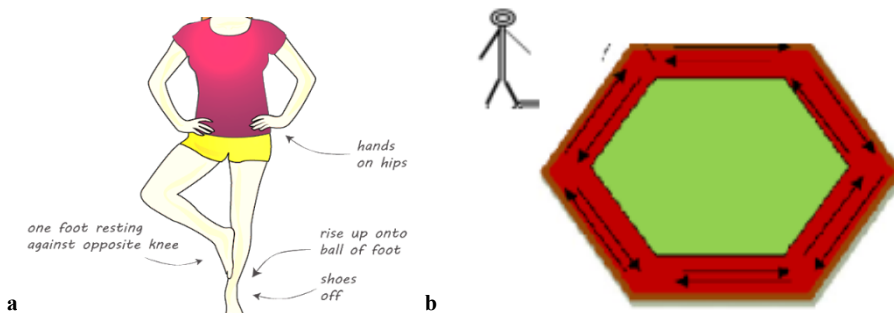 hands
on hips
one foot resting
against opposite knee
rise up onto
ball of foot
shoes
off
a
b